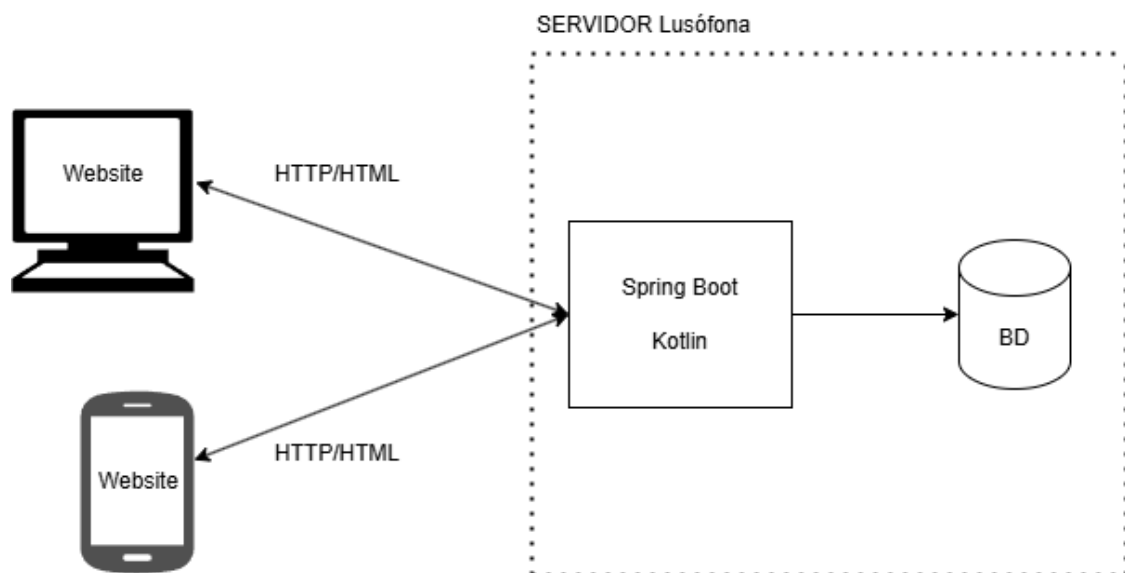 SERVIDOR Lusófona
Website
HTTP/HTML
Spring Boot
Kotlin
BD
HTTP/HTML
Website